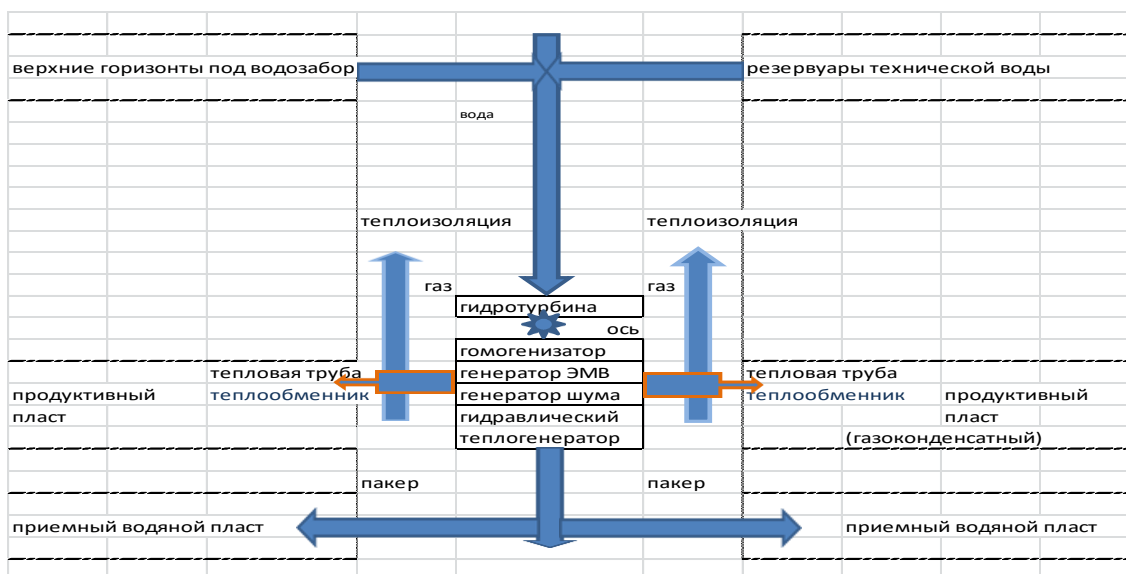 верхние горизонты под водозабор
резервуары технической воды
вода
теплоизоляция
теплоизоляция
газ
газ
гидротурбина
ось
гомогенизатор
тепловая труба
генератор ЭМВ
тепловая труба
продуктивный
теплообменник
генератор шума
теплообменник
продуктивный
пласт
гидравлический
пласт
теплогенератор
(газоконденсатный)
пакер
пакер
приемный водяной пласт
приемный водяной пласт